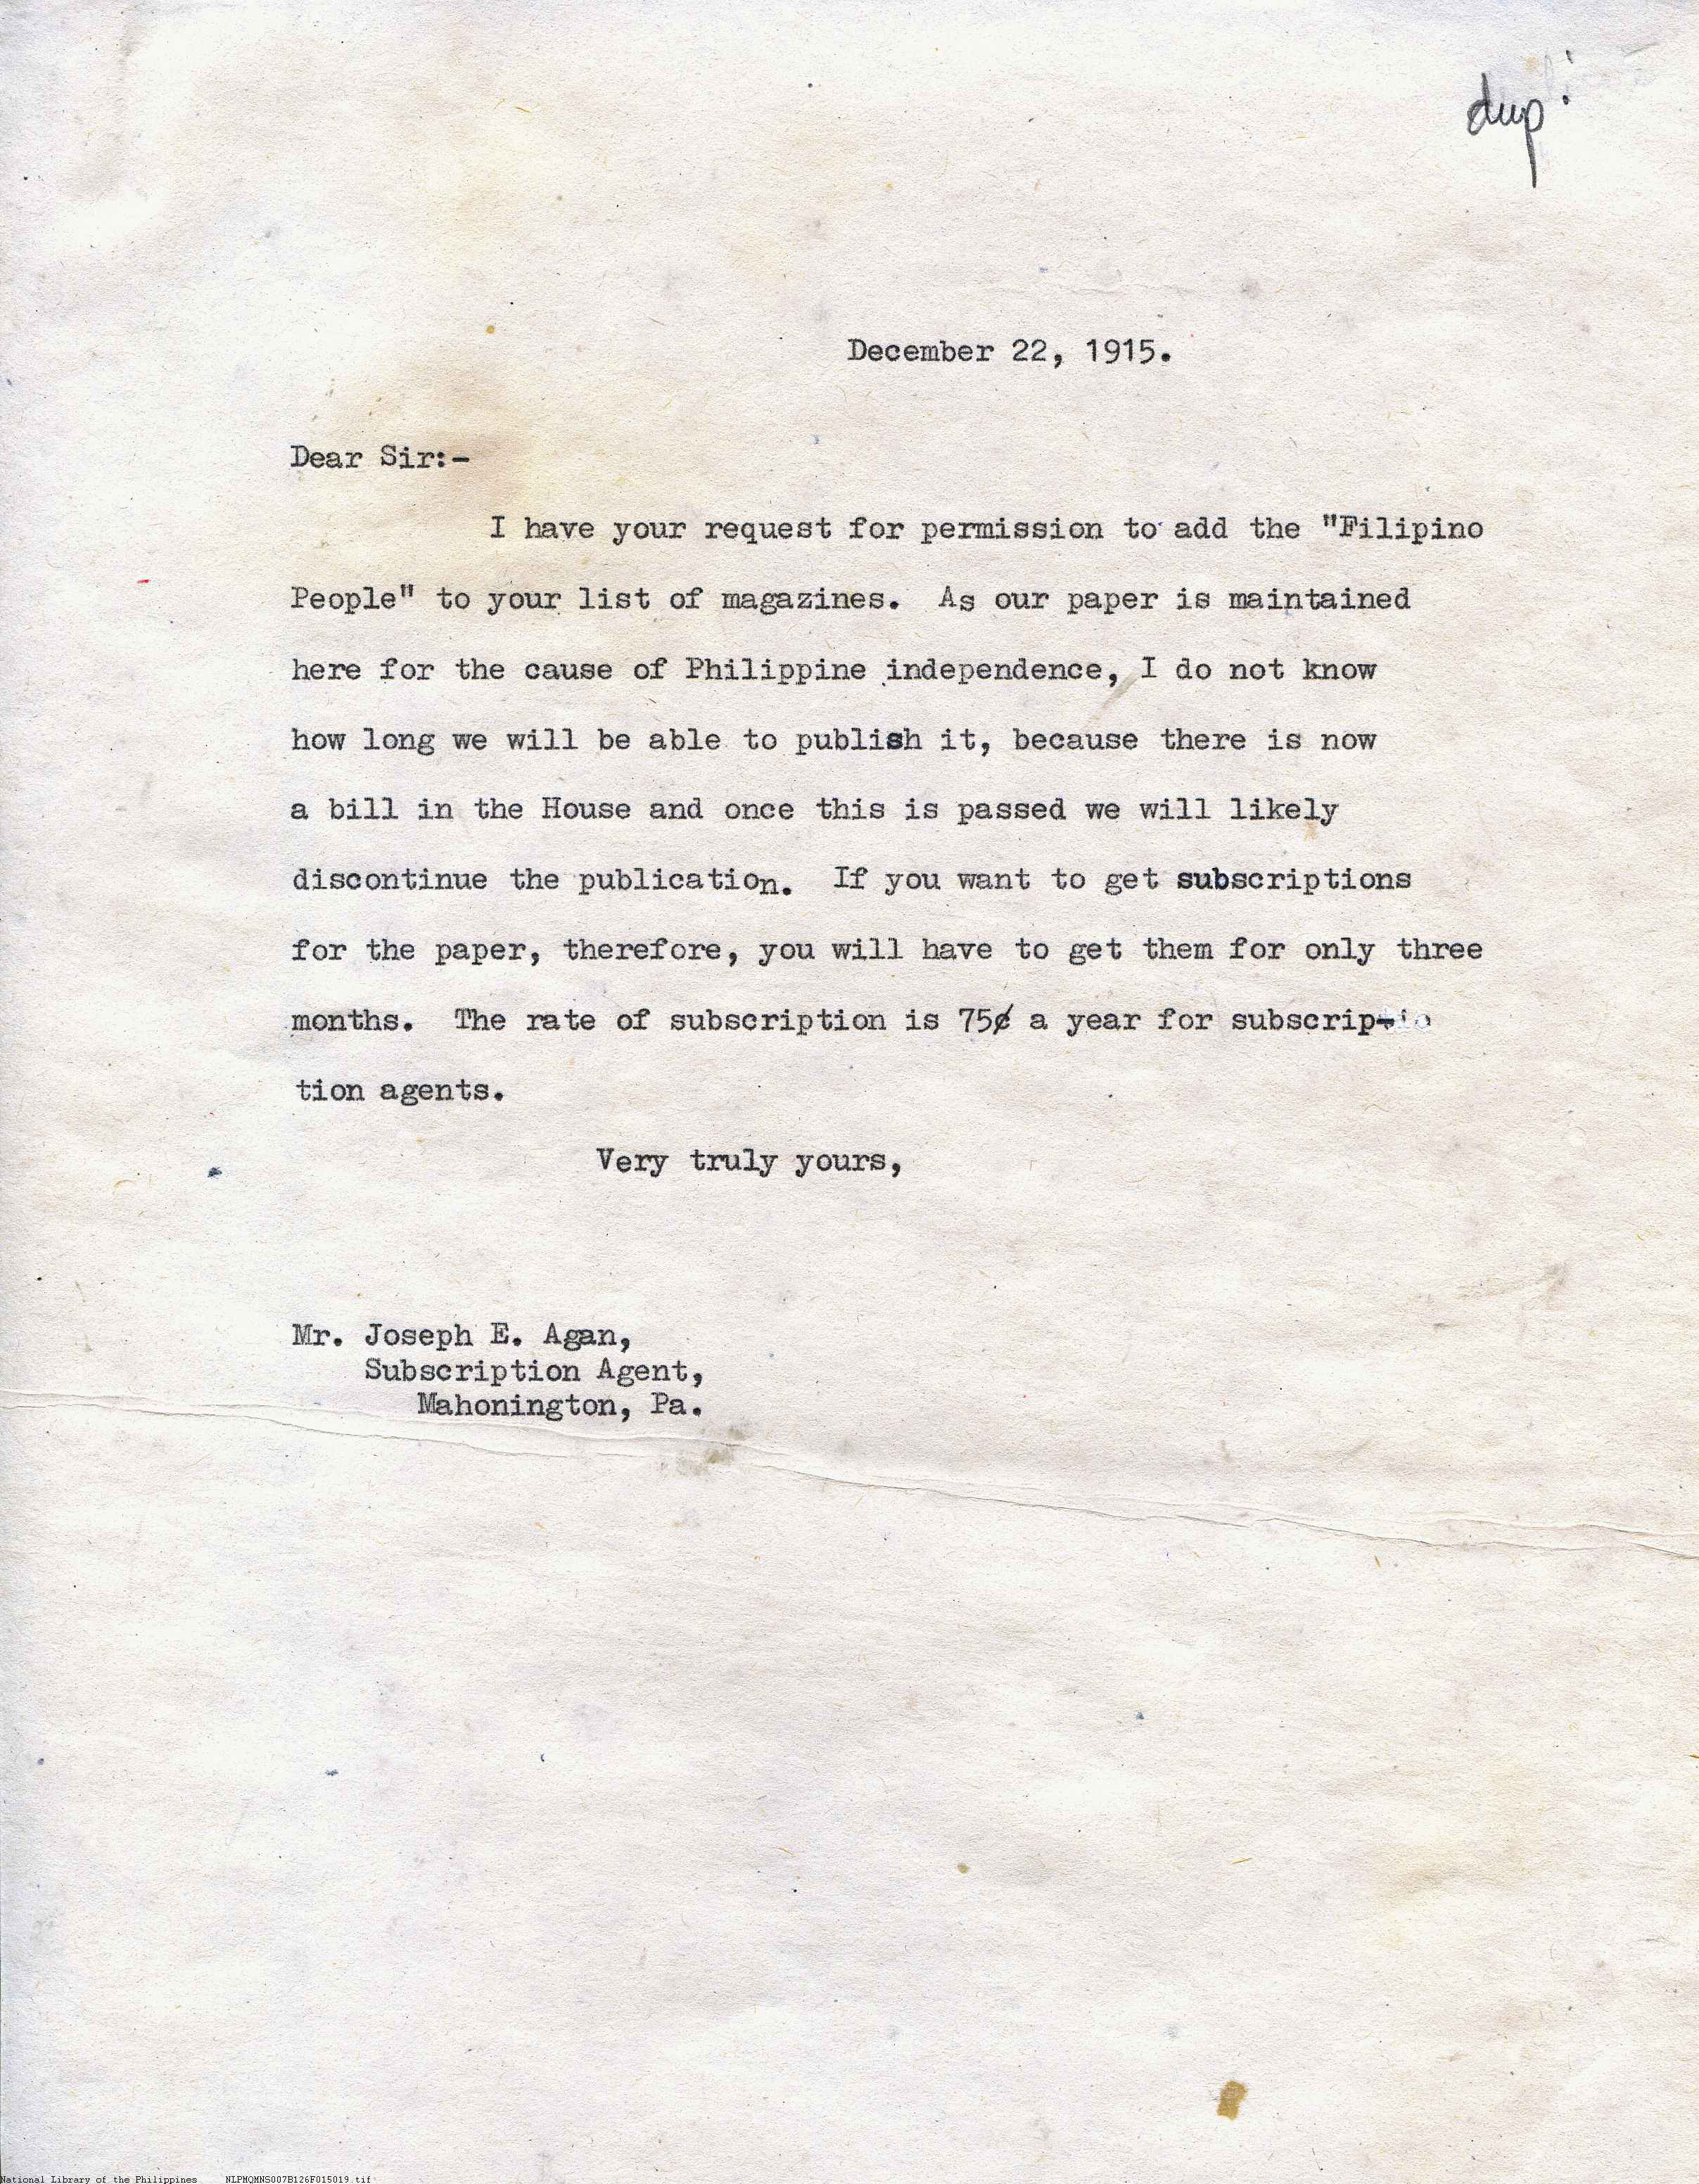 dup.
December 22, 1915.
Dear Sir:-
I have your request for permission to add the "Filipino
People" to your list of magazines. As our paper is maintained
here for the cause of Philippine independence, I do not know
how long we will be able to publish it, because there is now
a bill in the House and once this is passed we will likely
discontinue the publication. If you want to get subscriptions
for the paper, therefore, you will have to get them for only three
months. The rate of subscription is 75¢ a year for subscrip-
tion agents.
Very truly yours,
Mr. Joseph E. Agan,
Subscription Agent,
Mahonington, Pa.
National Library of the Philippines NLPMQMNS007B126F015019.tif